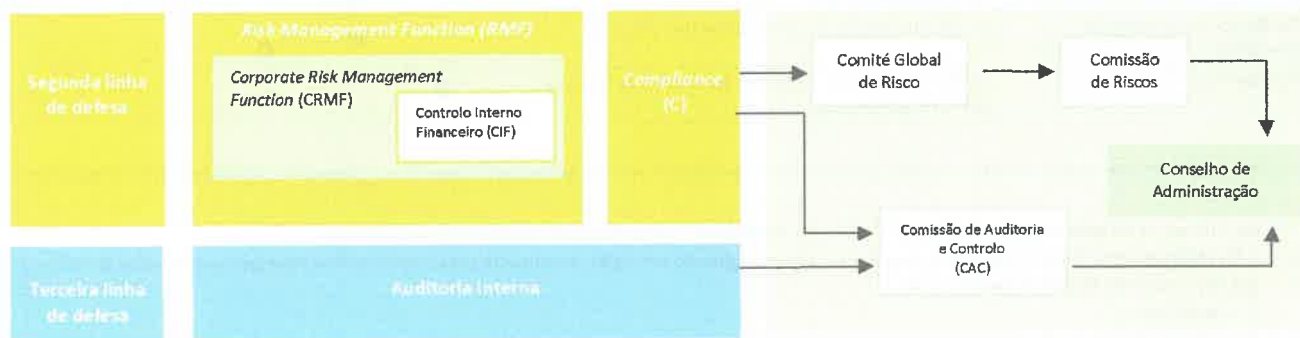 Segunda linha
de defesa
Risk Management Function (RMF)
Corporate Risk Management
Function (CRMF)
Controlo Interno
Financeiro (CIF)
Compliance
(C)
Comité Global
de Risco
Comissão
de Riscos
Conselho de
Administração
Comissão de Auditoria
e Controlo
(CAC)
Terceira linha
de defesa
Auditoria Interna